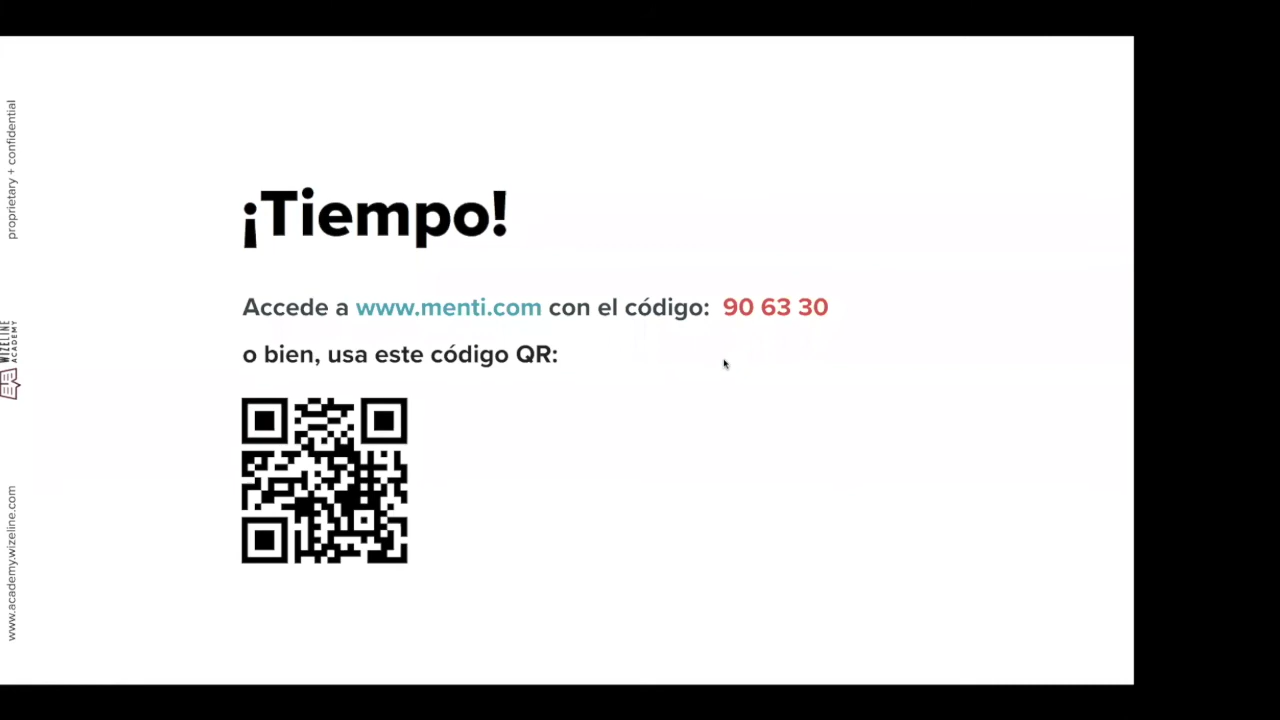 ¡Tiempo!
Accede a www.menti.com con el código: 90 63 30
o bien, usa este código QR:
proprietary + confidential
WIZELINE
ACADEMY
www.academy.wizeline.com